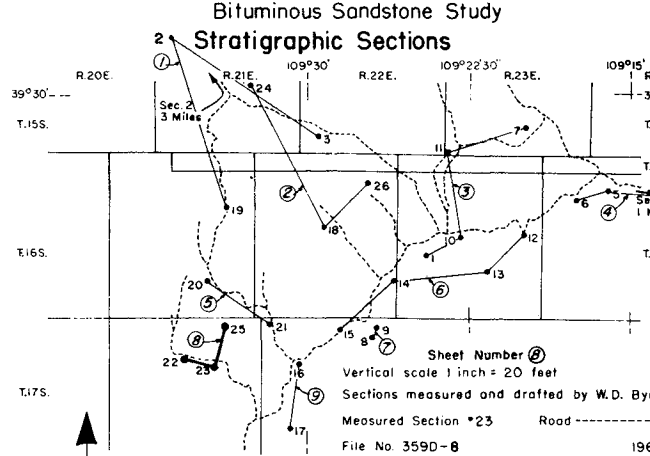 Bituminous Sandstone Study
Stratigraphic Sections
R.20E. R.21E. 109°30' R.22E. 109°22'30" R.23E. 109°15'
39°30'
2
1
24
Sec. 2
3 Miles
T.15S.
3
7
11
26
2
3
19
18
6
5
4
1
10
12
T.16S.
20
5
14
6
13
21
15
9
8
7
8
25
22
23
16
T.17S.
9
17
Sheet Number 8
Vertical scale 1 inch = 20 feet
Sections measured and drafted by W.D. By
Measured Section #23 Road
File No. 359D-8 196